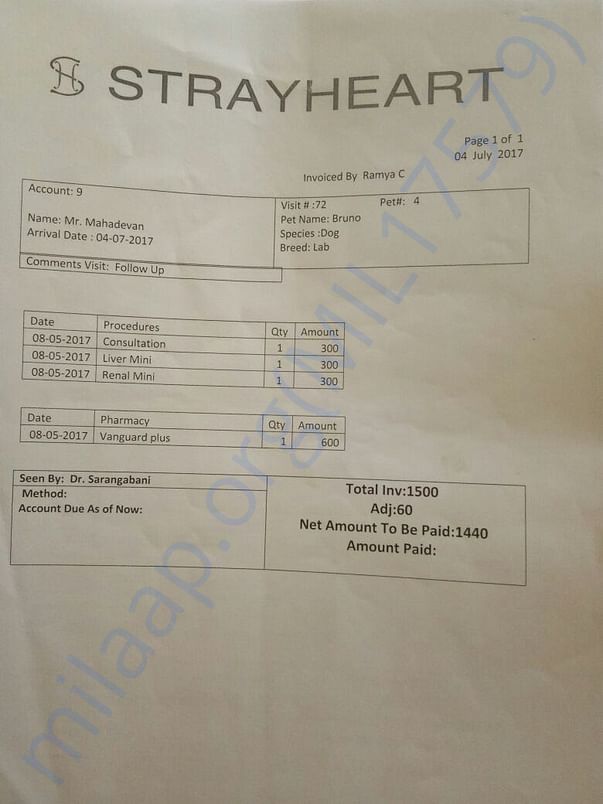 SH STRAYHEART
Page 1 of 1
04 July 2017
Invoiced By Ramya C
Account: 9
Name: Mr. Mahadevan
Arrival Date : 04-07-2017
Visit # :72 Pet#: 4
Pet Name: Bruno
Species :Dog
Breed: Lab
Comments Visit: Follow Up
Date Procedures Qty Amount
08-05-2017 Consultation 1 300
08-05-2017 Liver Mini 1 300
08-05-2017 Renal Mini 1 300
Date Pharmacy Qty Amount
08-05-2017 Vanguard plus 1 600
Seen By: Dr. Sarangabani
Method:
Account Due As of Now:
Total Inv:1500
Adj:60
Net Amount To Be Paid:1440
Amount Paid:
milaap.org(MIL17579)